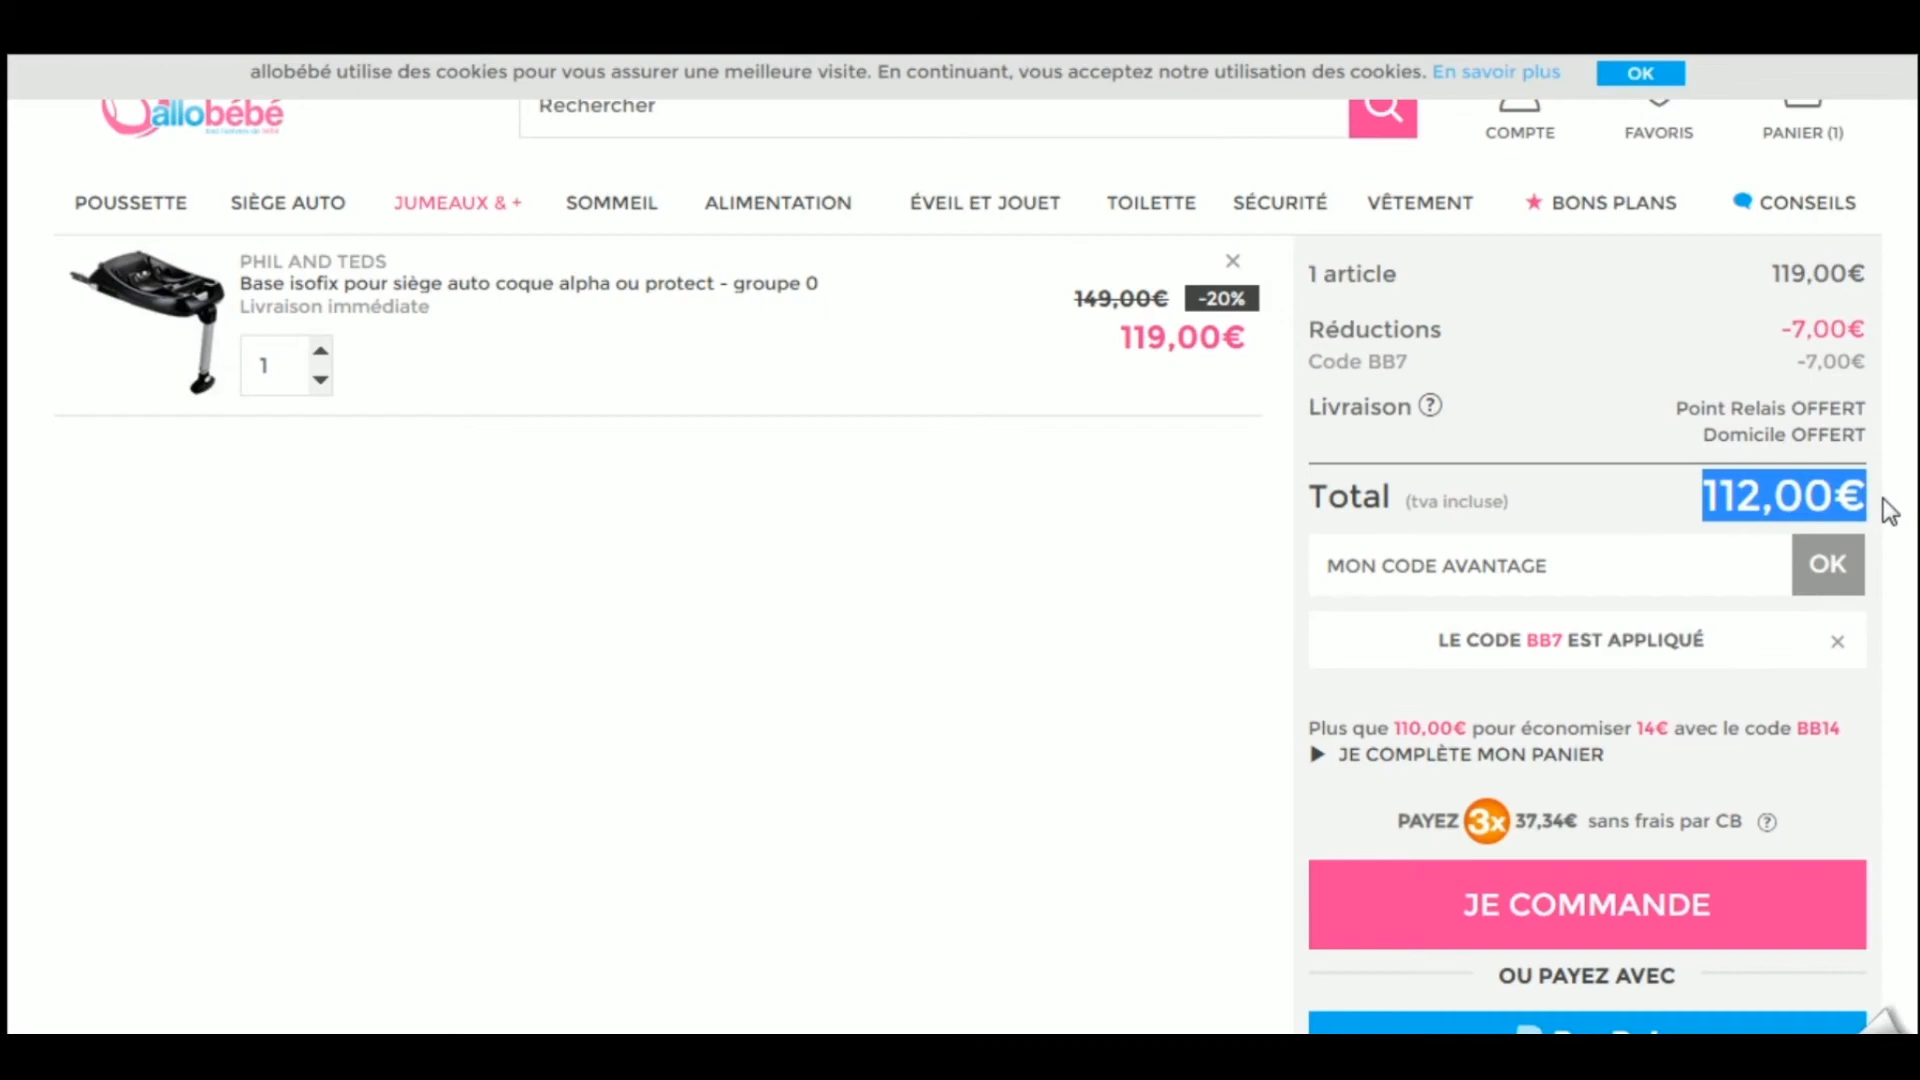 allobébé utilise des cookies pour vous assurer une meilleure visite. En continuant, vous acceptez notre utilisation des cookies. En savoir plus
OK
allobébé
Rechercher
COMPTE
FAVORIS
PANIER (1)
POUSSETTE
SIÈGE AUTO
JUMEAUX & +
SOMMEIL
ALIMENTATION
ÉVEIL ET JOUET
TOILETTE
SÉCURITÉ
VÊTEMENT
BONS PLANS
CONSEILS
PHIL AND TEDS
Base isofix pour siège auto coque alpha ou protect - groupe 0
Livraison immédiate
1
149,00€ -20%
119,00€
1 article 119,00€
Réductions -7,00€
Code BB7 -7,00€
Livraison ? Point Relais OFFERT
Domicile OFFERT
Total (tva incluse) 112,00€
MON CODE AVANTAGE OK
LE CODE BB7 EST APPLIQUÉ
Plus que 110,00€ pour économiser 14€ avec le code BB14
JE COMPLÈTE MON PANIER
PAYEZ 3x 37,34€ sans frais par CB ?
JE COMMANDE
OU PAYEZ AVEC